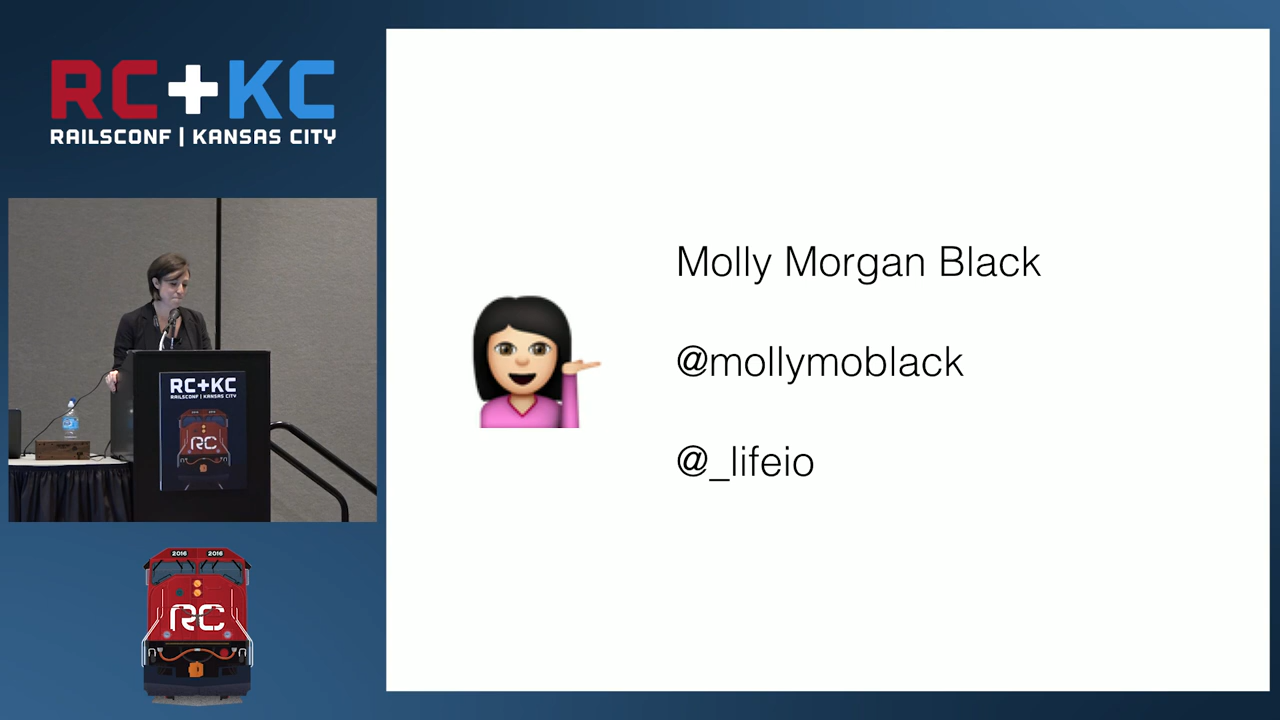 RC+KC
RAILSCONF | KANSAS CITY
Molly Morgan Black
@mollymoblack
@_lifeio
RC+KC
RAILSCONF | KANSAS CITY
RC
2016 2016
RC